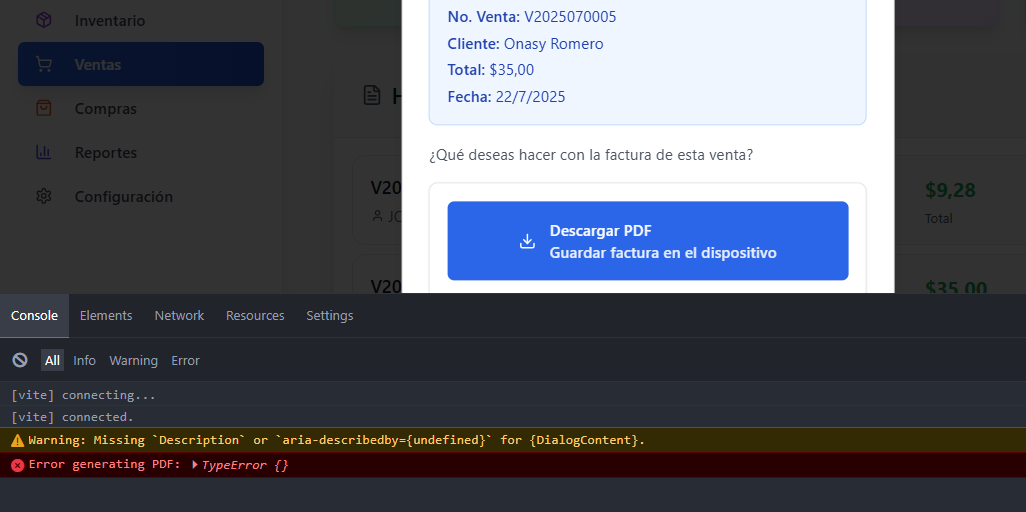 Inventario
Ventas
Compras
Reportes
Configuración
No. Venta: V2025070005
Cliente: Onasy Romero
Total: $35,00
Fecha: 22/7/2025
¿Qué deseas hacer con la factura de esta venta?
Descargar PDF
Guardar factura en el dispositivo
H
V20
JC
$9,28
Total
V20
$35,00
Console Elements Network Resources Settings
All Info Warning Error
[vite] connecting...
[vite] connected.
Warning: Missing `Description` or `aria-describedby={undefined}` for {DialogContent}.
Error generating PDF: TypeError {}